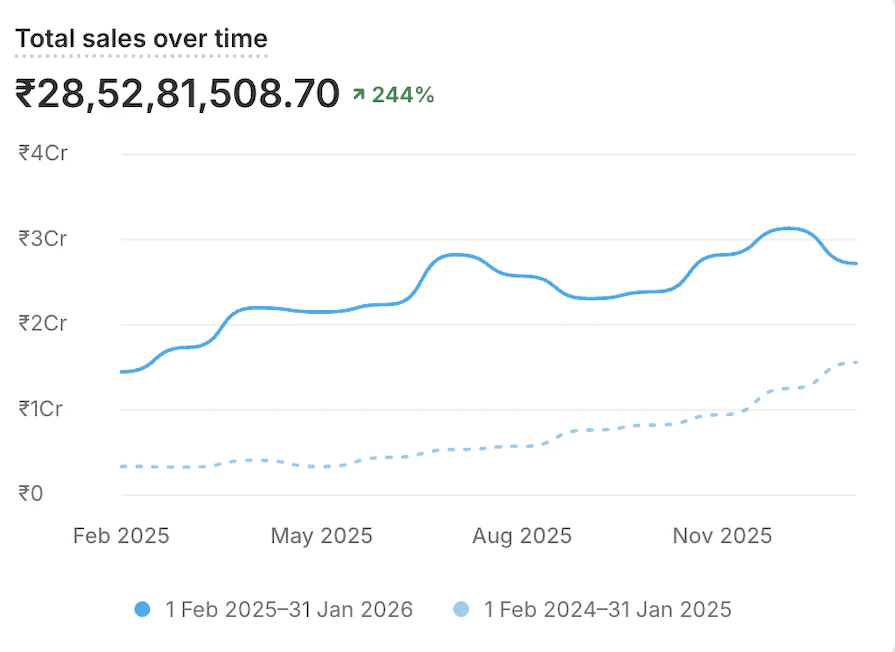 Total sales over time
₹28,52,81,508.70 ↗ 244%
₹4Cr
₹3Cr
₹2Cr
₹1Cr
₹0
Feb 2025 May 2025 Aug 2025 Nov 2025
1 Feb 2025–31 Jan 2026 1 Feb 2024–31 Jan 2025